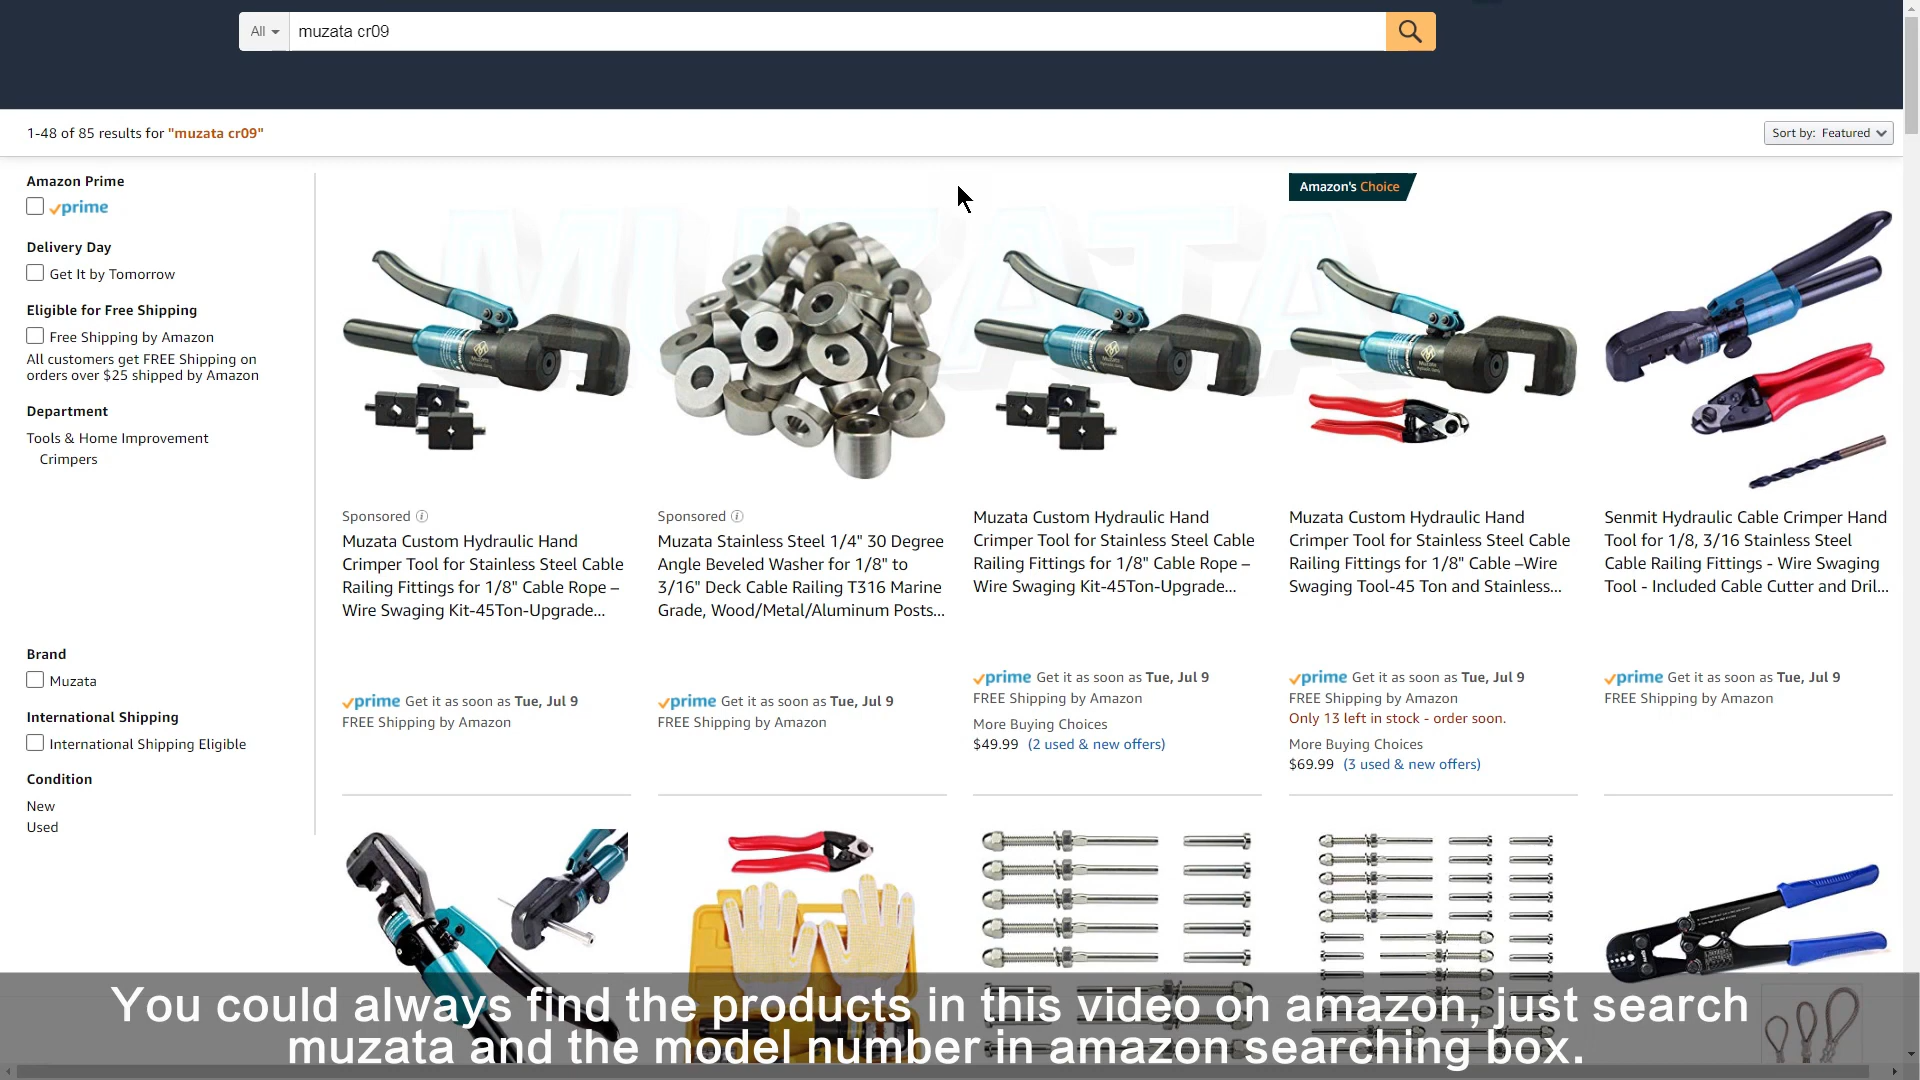 All
muzata cr09
1-48 of 85 results for "muzata cr09"
Sort by: Featured
Amazon Prime
prime
Delivery Day
Get It by Tomorrow
Eligible for Free Shipping
Free Shipping by Amazon
All customers get FREE Shipping on
orders over $25 shipped by Amazon
Department
Tools & Home Improvement
Crimpers
Brand
Muzata
International Shipping
International Shipping Eligible
Condition
New
Used
MUZATA
Amazon's Choice
Sponsored
Muzata Custom Hydraulic Hand
Crimper Tool for Stainless Steel Cable
Railing Fittings for 1/8" Cable Rope –
Wire Swaging Kit-45Ton-Upgrade...
prime Get it as soon as Tue, Jul 9
FREE Shipping by Amazon
Sponsored
Muzata Stainless Steel 1/4" 30 Degree
Angle Beveled Washer for 1/8" to
3/16" Deck Cable Railing T316 Marine
Grade, Wood/Metal/Aluminum Posts...
prime Get it as soon as Tue, Jul 9
FREE Shipping by Amazon
Muzata Custom Hydraulic Hand
Crimper Tool for Stainless Steel Cable
Railing Fittings for 1/8" Cable Rope –
Wire Swaging Kit-45Ton-Upgrade...
prime Get it as soon as Tue, Jul 9
FREE Shipping by Amazon
More Buying Choices
$49.99 (2 used & new offers)
Muzata Custom Hydraulic Hand
Crimper Tool for Stainless Steel Cable
Railing Fittings for 1/8" Cable –Wire
Swaging Tool-45 Ton and Stainless...
prime Get it as soon as Tue, Jul 9
FREE Shipping by Amazon
Only 13 left in stock - order soon.
More Buying Choices
$69.99 (3 used & new offers)
Senmit Hydraulic Cable Crimper Hand
Tool for 1/8, 3/16 Stainless Steel
Cable Railing Fittings - Wire Swaging
Tool - Included Cable Cutter and Dril...
prime Get it as soon as Tue, Jul 9
FREE Shipping by Amazon
You could always find the products in this video on amazon, just search
muzata and the model number in amazon searching box.